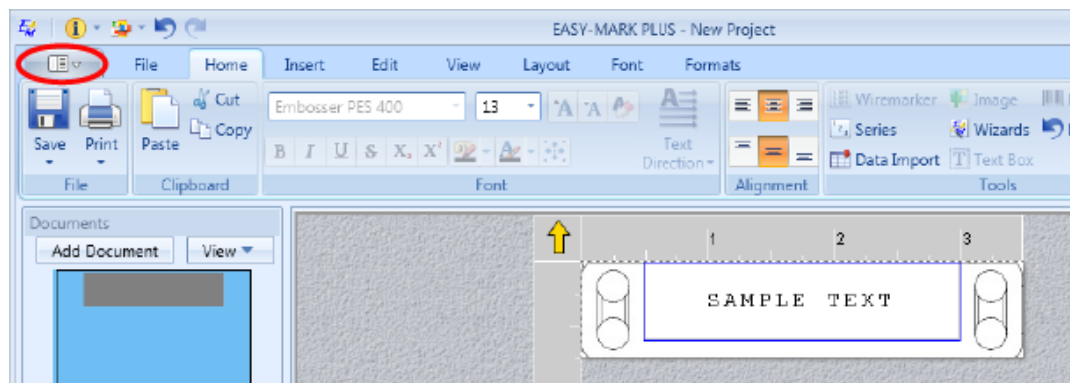 EASY-MARK PLUS - New Project
File Home Insert Edit View Layout Font Formats
Save Print Paste Cut Copy
Embosser PES 400 13 A A
B I U S X₂ X²
Text Direction
Wiremarker Image
Series Wizards
Data Import Text Box
File Clipboard Font Alignment Tools
Documents
Add Document View
1 2 3
SAMPLE TEXT